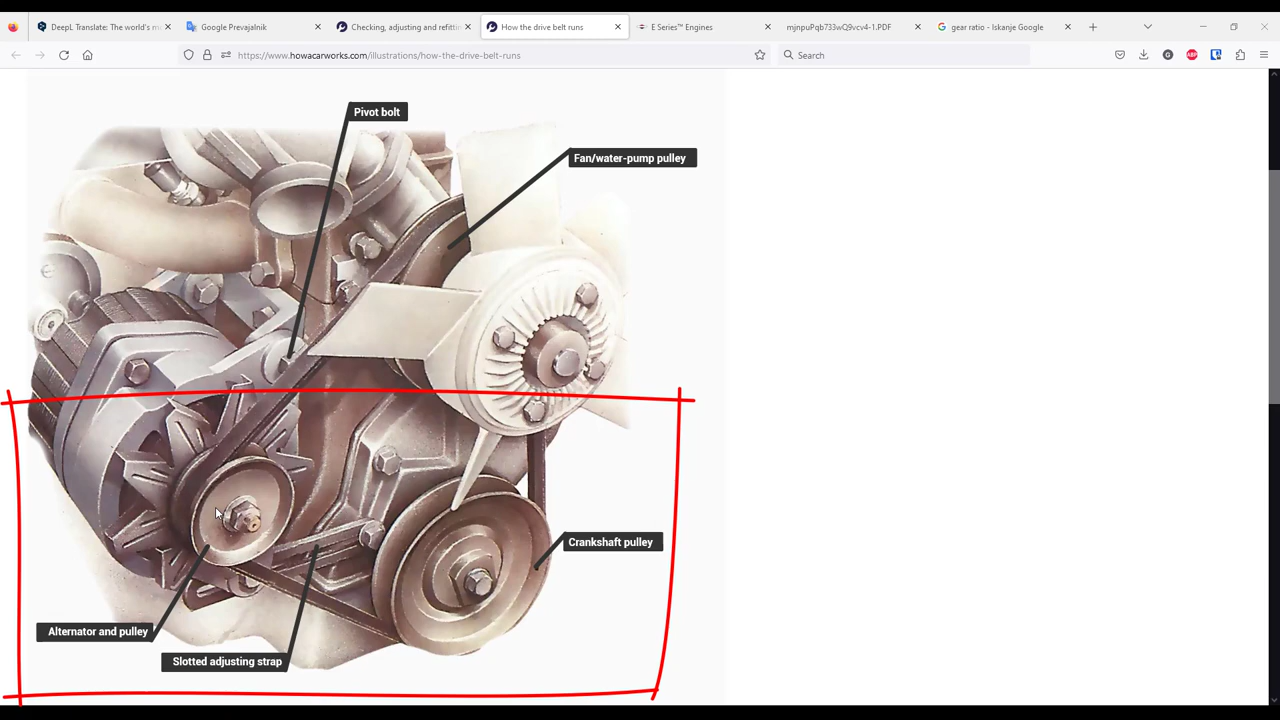 DeepL Translate: The world's m
Google Prevajalnik
Checking, adjusting and refittin
How the drive belt runs
E Series™ Engines
mjnpuPqb733wQ9vcv4-1.PDF
gear ratio - Iskanje Google
https://www.howacarworks.com/illustrations/how-the-drive-belt-runs
Search
G
ABP
Pivot bolt
Fan/water-pump pulley
Crankshaft pulley
Alternator and pulley
Slotted adjusting strap